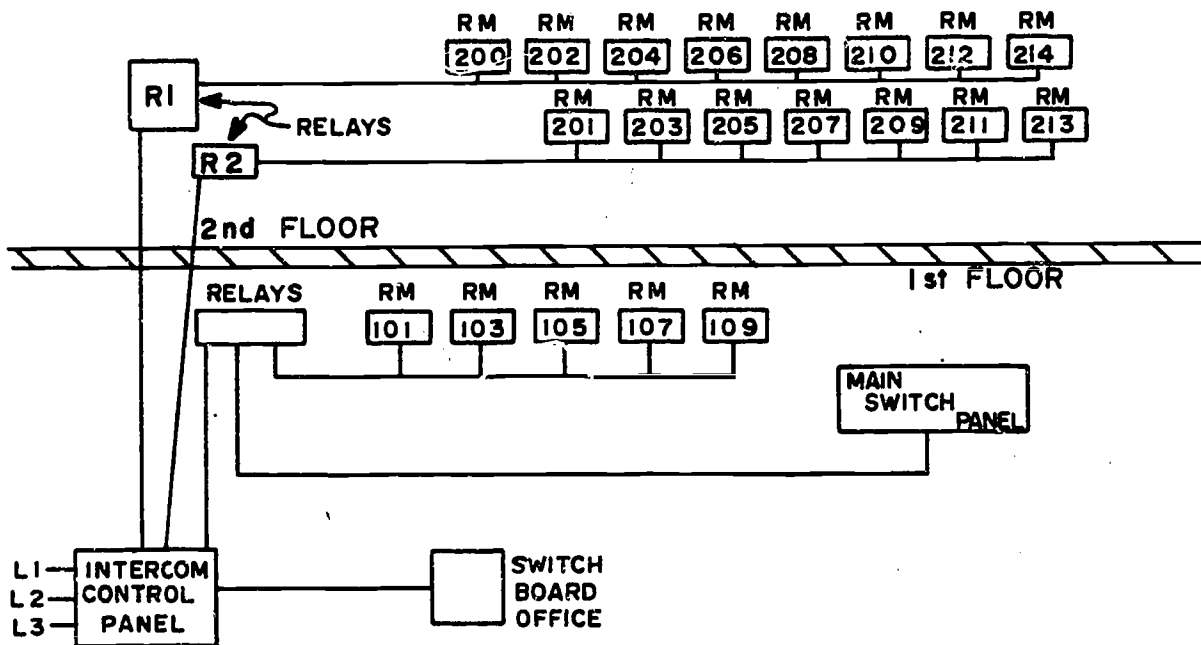 RM RM RM RM RM RM RM RM
200 202 204 206 208 210 212 214
R1
RM RM RM RM RM RM RM
201 203 205 207 209 211 213
RELAYS
R2
2nd FLOOR
1st FLOOR
RELAYS RM RM RM RM RM
101 103 105 107 109
MAIN
SWITCH
PANEL
L1 INTERCOM
L2 CONTROL
L3 PANEL
SWITCH
BOARD
OFFICE